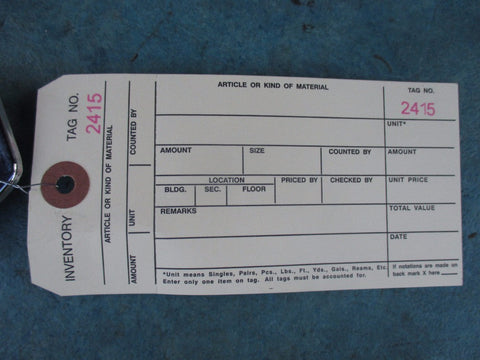 INVENTORY TAG NO.
2415
ARTICLE OR KIND OF MATERIAL
AMOUNT UNIT COUNTED BY
ARTICLE OR KIND OF MATERIAL
TAG NO.
2415
UNIT*
AMOUNT SIZE COUNTED BY AMOUNT
LOCATION PRICED BY CHECKED BY UNIT PRICE
BLDG. SEC. FLOOR
REMARKS TOTAL VALUE
DATE
*Unit means Singles, Pairs, Pcs., Lbs., Ft., Yds., Gals., Reams, Etc.
Enter only one item on tag. All tags must be accounted for.
If notations are made on
back mark X here